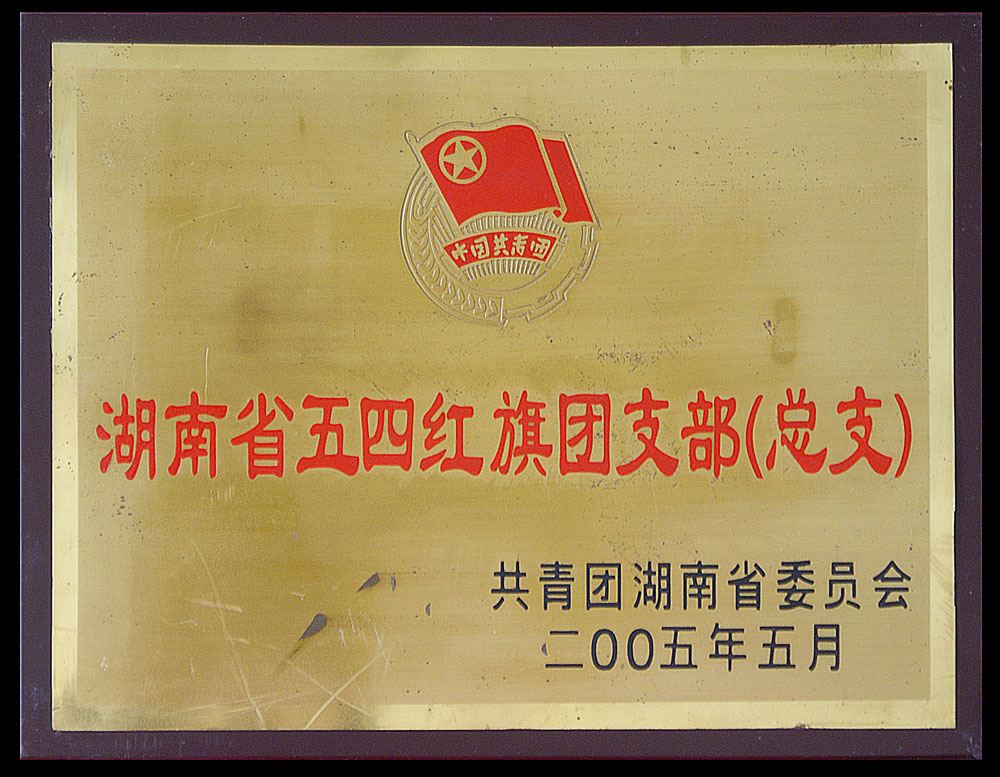 中国共青团
湖南省五四红旗团支部(总支)
共青团湖南省委员会
二00五年五月